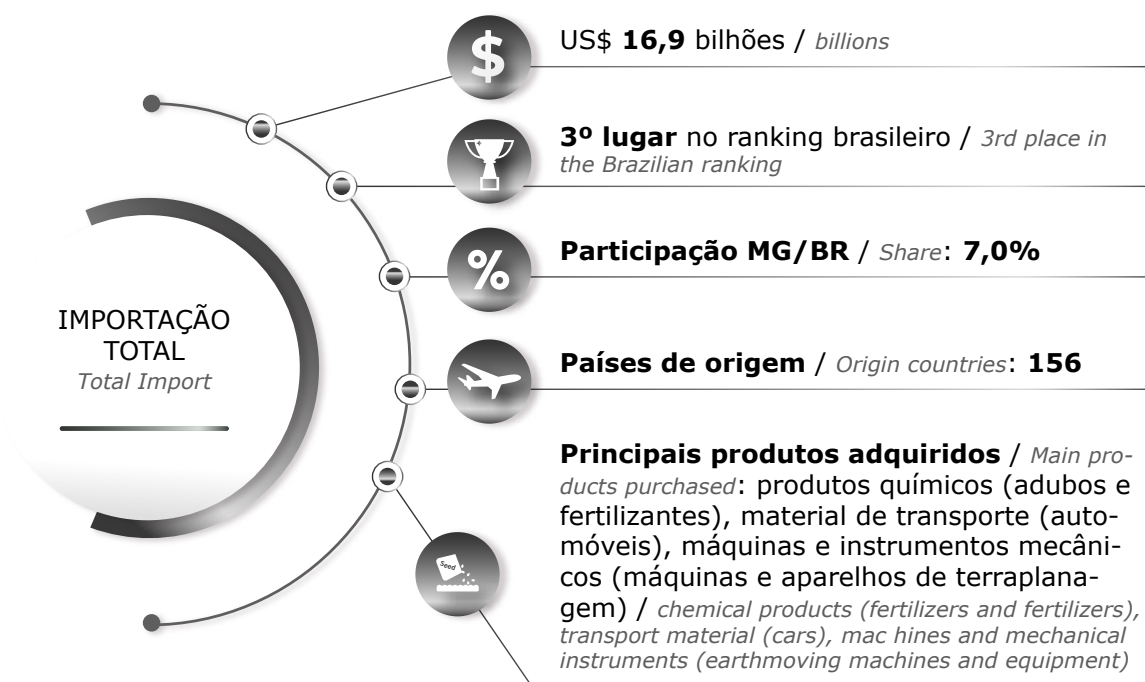 US$ 16,9 bilhões / billions
3º lugar no ranking brasileiro / 3rd place in
the Brazilian ranking
Participação MG/BR / Share: 7,0%
IMPORTAÇÃO
TOTAL
Total Import
Países de origem / Origin countries: 156
Principais produtos adquiridos / Main pro-
ducts purchased: produtos químicos (adubos e
fertilizantes), material de transporte (auto-
móveis), máquinas e instrumentos mecâni-
cos (máquinas e aparelhos de terraplana-
gem) / chemical products (fertilizers and fertilizers),
transport material (cars), mac hines and mechanical
instruments (earthmoving machines and equipment)
$
%
Seed